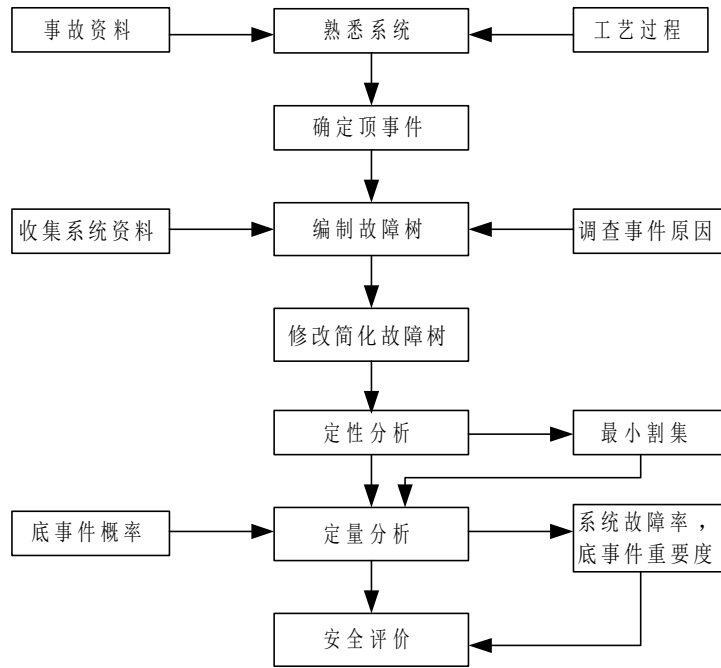 事故资料
熟悉系统
工艺过程
确定顶事件
收集系统资料
编制故障树
调查事件原因
修改简化故障树
定性分析
最小割集
底事件概率
定量分析
系统故障率，
底事件重要度
安全评价